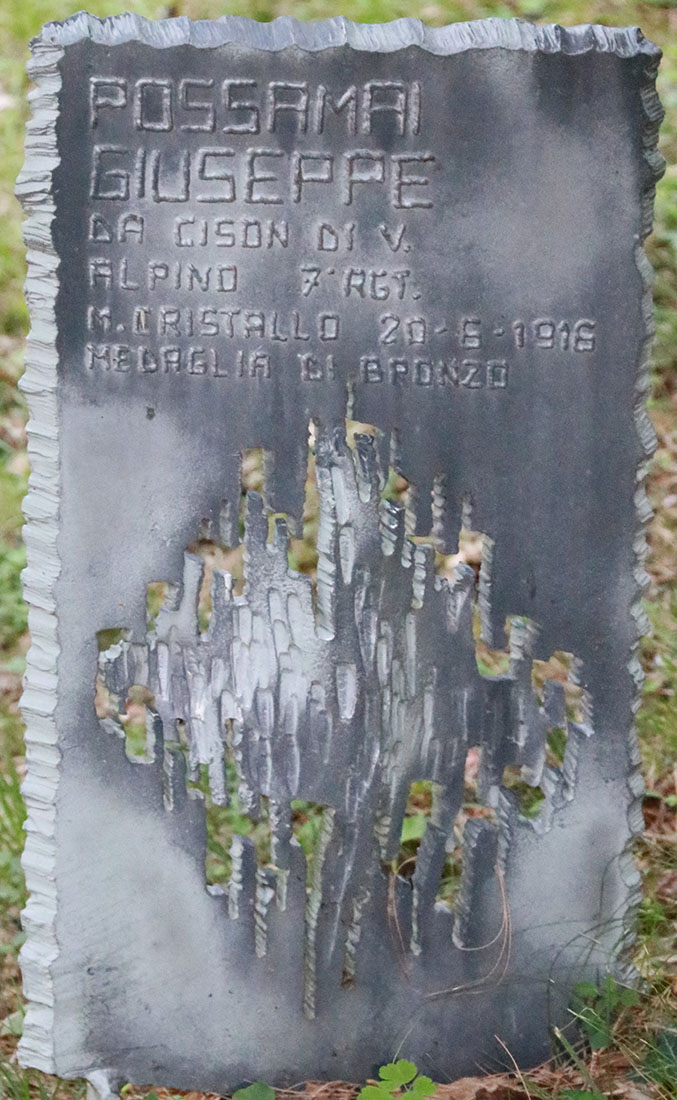 POSSAMAI
GIUSEPPE
DA CISON DI V.
ALPINO 7° RGT.
M. CRISTALLO 20-6-1916
MEDAGLIA DI BRONZO